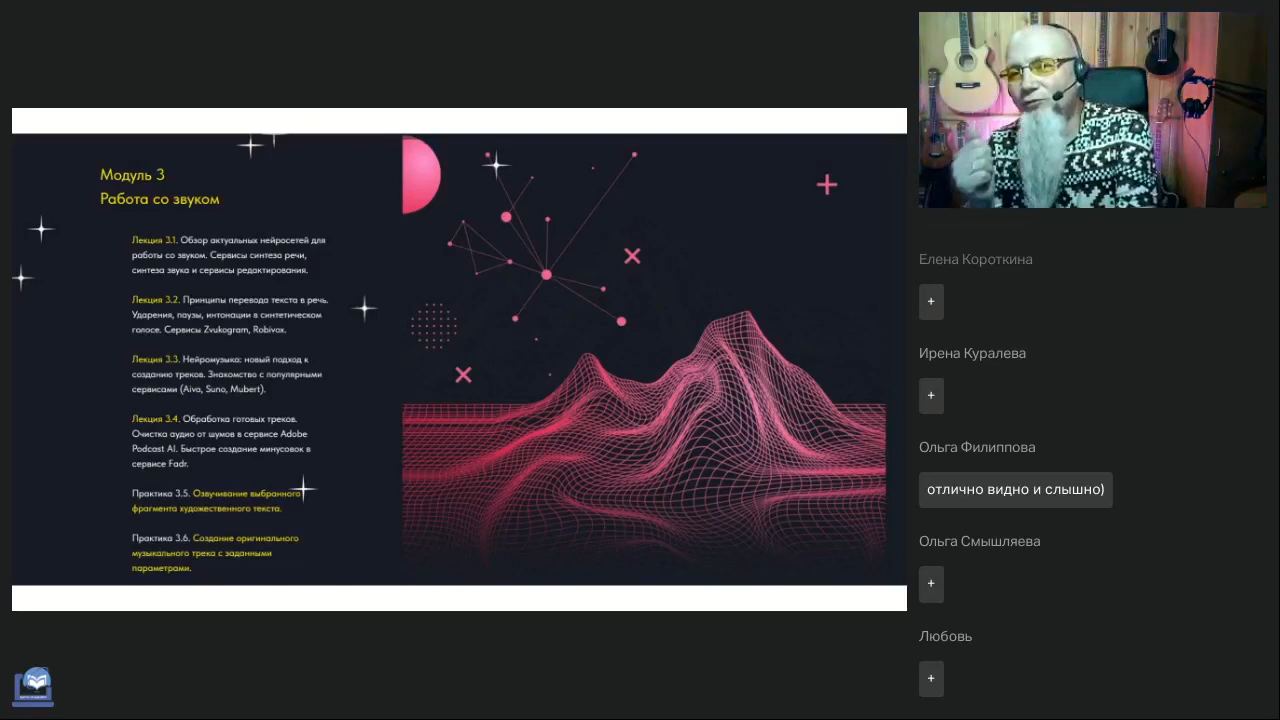 Модуль 3
Работа со звуком
Лекция 3.1. Обзор актуальных нейросетей для
работы со звуком. Сервисы синтеза речи,
синтеза звука и сервисы редактирования.
Лекция 3.2. Принципы перевода текста в речь.
Ударения, паузы, интонации в синтетическом
голосе. Сервисы Zvukogram, Robivox.
Лекция 3.3. Нейромузыка: новый подход к
созданию треков. Знакомство с популярными
сервисами (Aiva, Suno, Mubert).
Лекция 3.4. Обработка готовых треков.
Очистка аудио от шумов в сервисе Adobe
Podcast AI. Быстрое создание минусовок в
сервисе Fadr.
Практика 3.5. Озвучивание выбранного
фрагмента художественного текста.
Практика 3.6. Создание оригинального
музыкального трека с заданными
параметрами.
Елена Короткина
+
Ирена Куралева
+
Ольга Филиппова
отлично видно и слышно)
Ольга Смышляева
+
Любовь
+